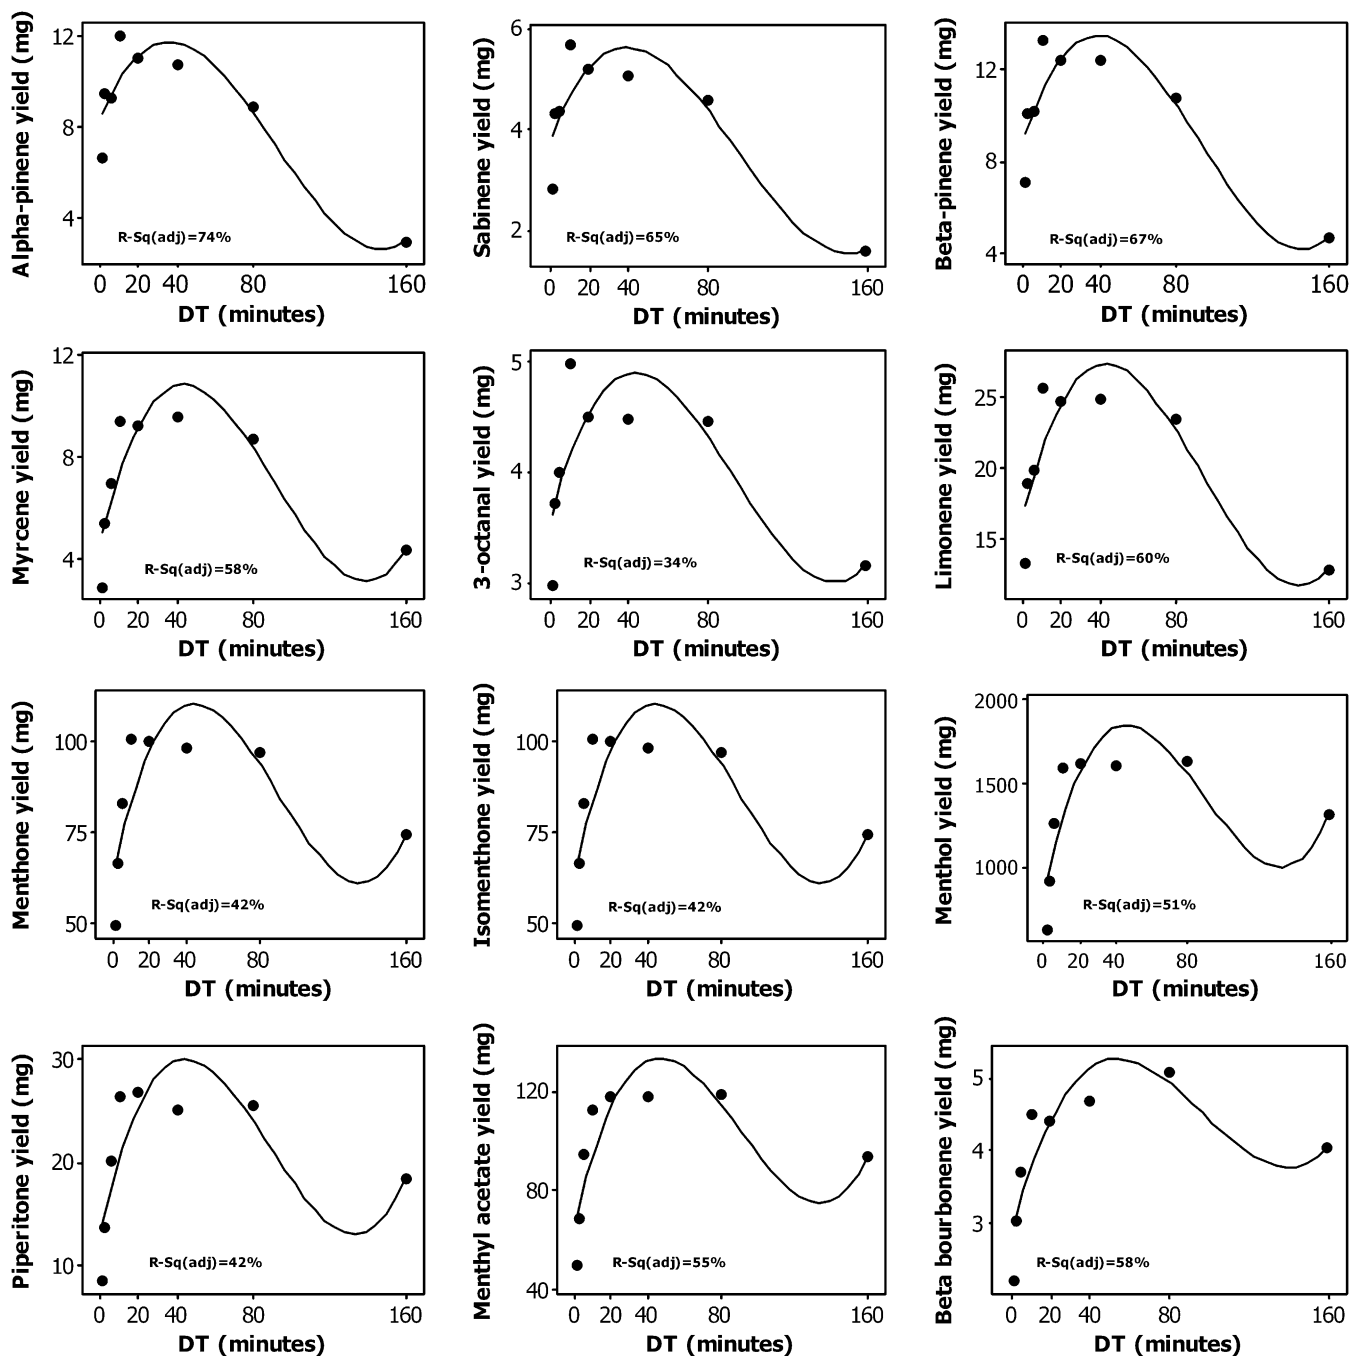 Alpha-pinene yield (mg)
12
8
4
R-Sq(adj)=74%
0 20 40 80 160
DT (minutes)
Sabinene yield (mg)
6
4
2
R-Sq(adj)=65%
0 20 40 80 160
DT (minutes)
Beta-pinene yield (mg)
12
8
4
R-Sq(adj)=67%
0 20 40 80 160
DT (minutes)
Myrcene yield (mg)
12
8
4
R-Sq(adj)=58%
0 20 40 80 160
DT (minutes)
3-octanal yield (mg)
5
4
3
R-Sq(adj)=34%
0 20 40 80 160
DT (minutes)
Limonene yield (mg)
25
20
15
R-Sq(adj)=60%
0 20 40 80 160
DT (minutes)
Menthone yield (mg)
100
75
50
R-Sq(adj)=42%
0 20 40 80 160
DT (minutes)
Isomenthone yield (mg)
100
75
50
R-Sq(adj)=42%
0 20 40 80 160
DT (minutes)
Menthol yield (mg)
2000
1500
1000
R-Sq(adj)=51%
0 20 40 80 160
DT (minutes)
Piperitone yield (mg)
30
20
10
R-Sq(adj)=42%
0 20 40 80 160
DT (minutes)
Menthyl acetate yield (mg)
120
80
40
R-Sq(adj)=55%
0 20 40 80 160
DT (minutes)
Beta bourbonene yield (mg)
5
4
3
R-Sq(adj)=58%
0 20 40 80 160
DT (minutes)